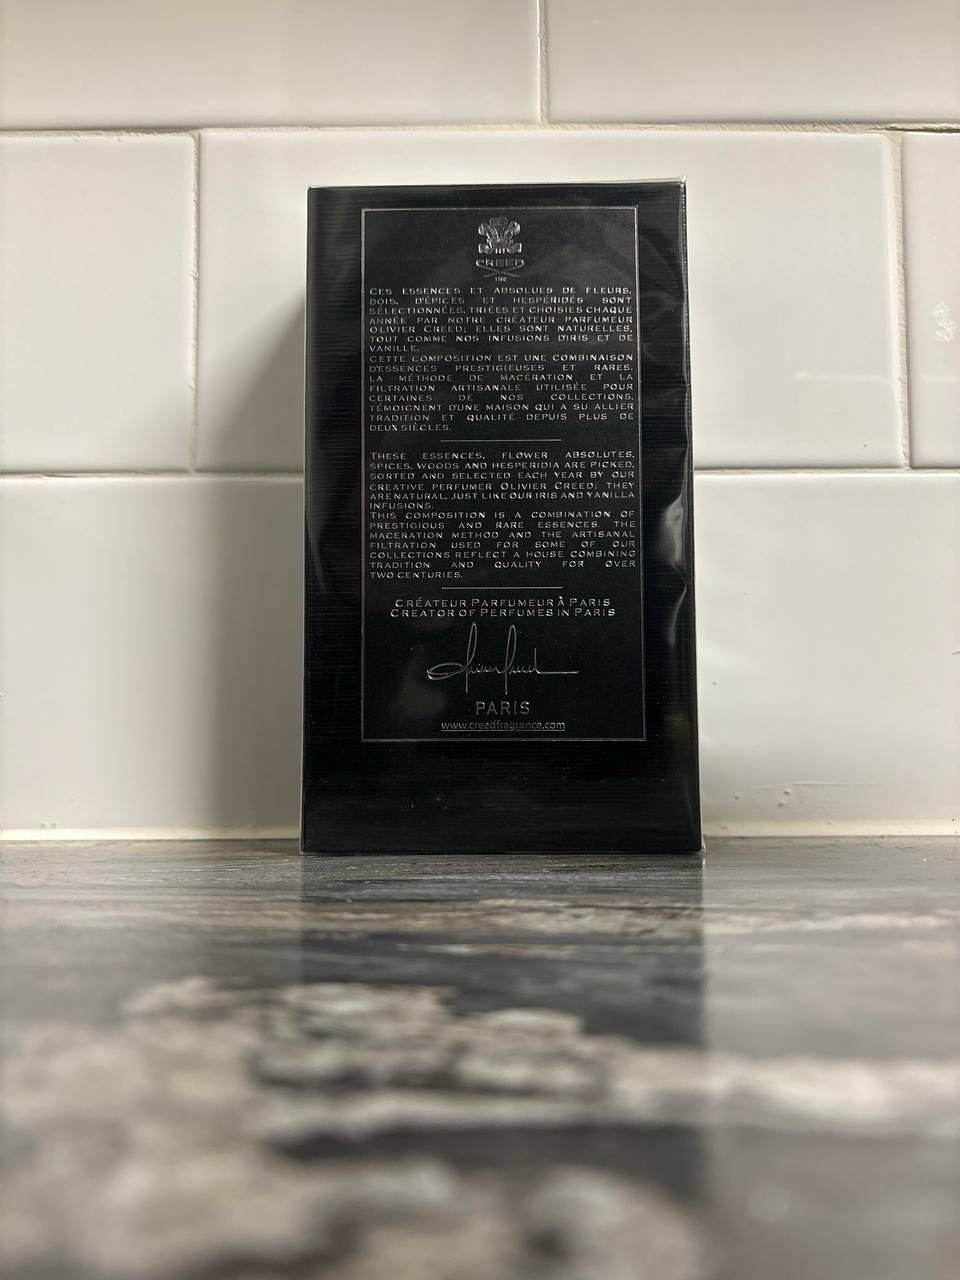 CREED
1760
CES ESSENCES ET ABSOLUES DE FLEURS,
BOIS, D'ÉPICES ET HESPÉRIDÉS SONT
SÉLECTIONNÉES, TRIÉES ET CHOISIES CHAQUE
ANNÉE PAR NOTRE CRÉATEUR PARFUMEUR
OLIVIER CREED; ELLES SONT NATURELLES,
TOUT COMME NOS INFUSIONS D'IRIS ET DE
VANILLE.
CETTE COMPOSITION EST UNE COMBINAISON
D'ESSENCES PRESTIGIEUSES ET RARES.
LA MÉTHODE DE MACÉRATION ET LA
FILTRATION ARTISANALE UTILISÉE POUR
CERTAINES DE NOS COLLECTIONS,
TÉMOIGNENT D'UNE MAISON QUI A SU ALLIER
TRADITION ET QUALITÉ DEPUIS PLUS DE
DEUX SIÈCLES.
THESE ESSENCES, FLOWER ABSOLUTES,
SPICES, WOODS AND HESPERIDIA ARE PICKED,
SORTED AND SELECTED EACH YEAR BY OUR
CREATIVE PERFUMER OLIVIER CREED; THEY
ARE NATURAL, JUST LIKE OUR IRIS AND VANILLA
INFUSIONS.
THIS COMPOSITION IS A COMBINATION OF
PRESTIGIOUS AND RARE ESSENCES. THE
MACERATION METHOD AND THE ARTISANAL
FILTRATION USED FOR SOME OF OUR
COLLECTIONS REFLECT A HOUSE COMBINING
TRADITION AND QUALITY FOR OVER
TWO CENTURIES.
CRÉATEUR PARFUMEUR À PARIS
CREATOR OF PERFUMES IN PARIS
PARIS
www.creedfragrance.com